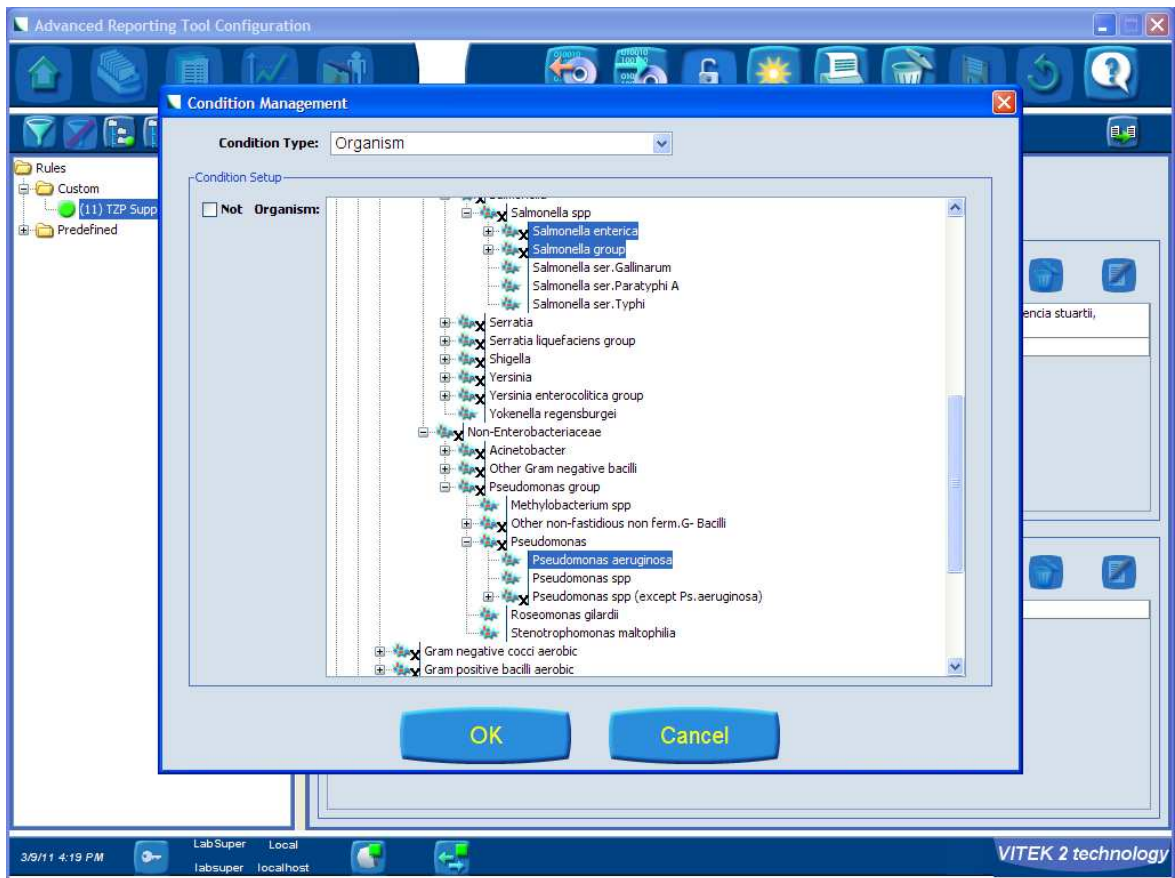 Advanced Reporting Tool Configuration
Condition Management
Condition Type: Organism
Rules
Custom
(11) TZP Supp
Predefined
Condition Setup
Not Organism:
Salmonella
Salmonella spp
Salmonella enterica
Salmonella group
Salmonella ser.Gallinarum
Salmonella ser.Paratyphi A
Salmonella ser.Typhi
Serratia
Serratia liquefaciens group
Shigella
Yersinia
Yersinia enterocolitica group
Yokenella regensburgei
Non-Enterobacteriaceae
Acinetobacter
Other Gram negative bacilli
Pseudomonas group
Methylobacterium spp
Other non-fastidious non ferm.G- Bacilli
Pseudomonas
Pseudomonas aeruginosa
Pseudomonas spp
Pseudomonas spp (except Ps.aeruginosa)
Roseomonas gilardii
Stenotrophomonas maltophilia
Gram negative cocci aerobic
Gram positive bacilli aerobic
encia stuartii,
OK Cancel
3/9/11 4:19 PM
LabSuper Local
labsuper localhost
VITEK 2 technology